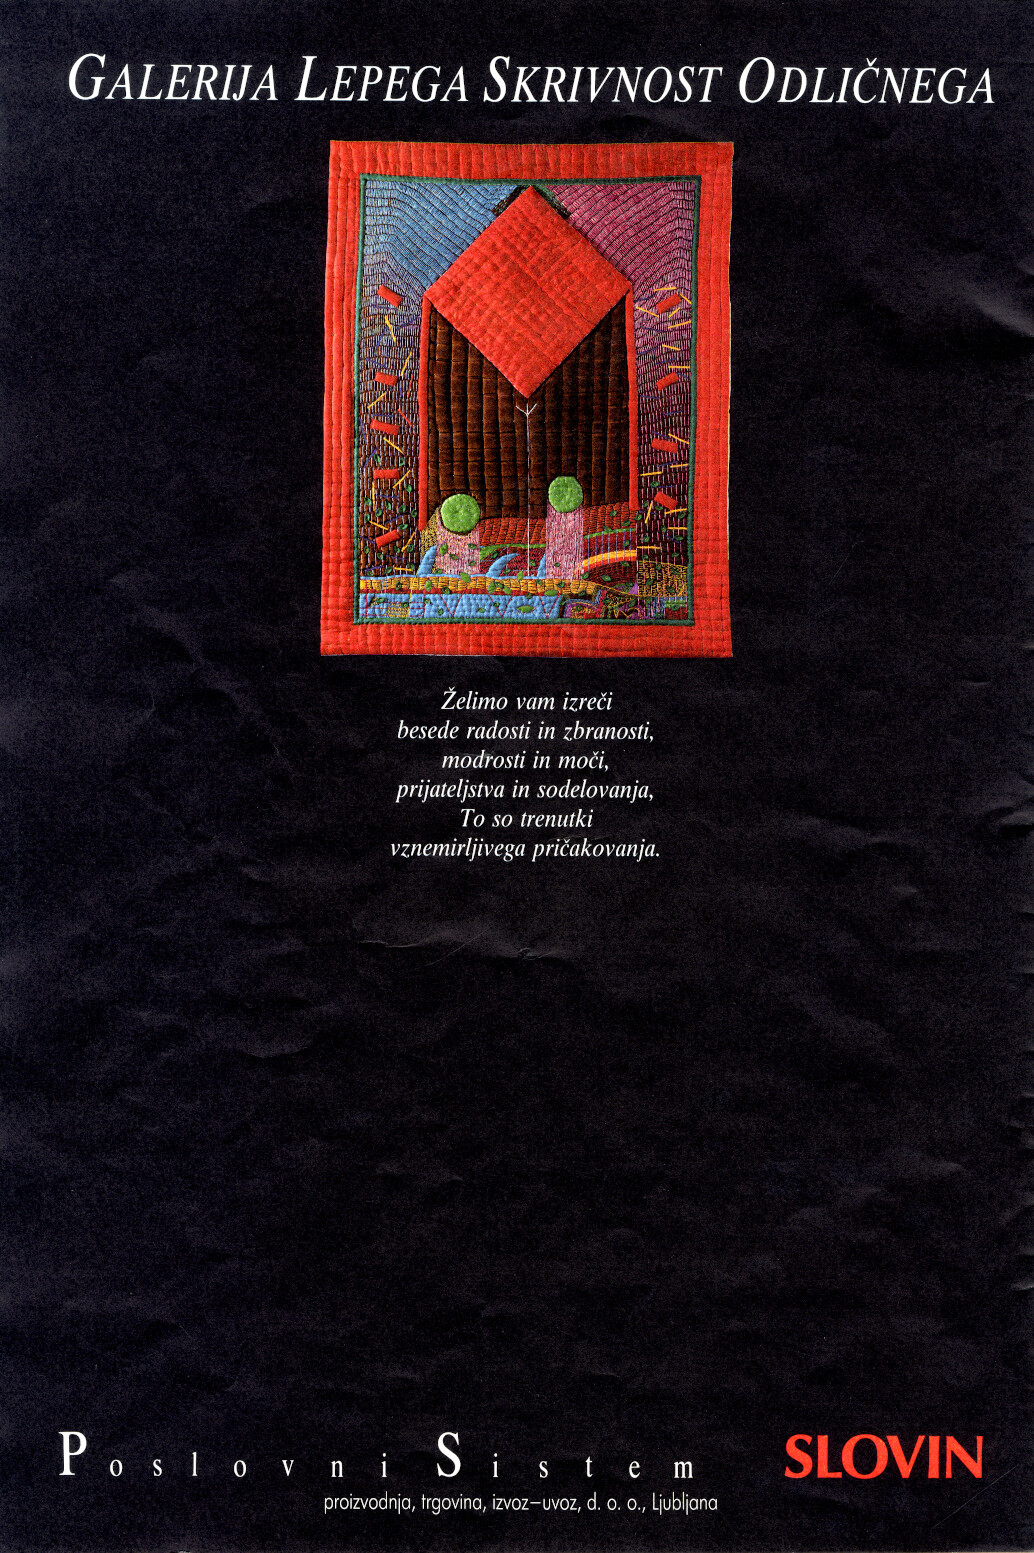 GALERIJA LEPEGA SKRIVNOST ODLIČNEGA
Želimo vam izreči
besede radosti in zbranosti,
modrosti in moči,
prijateljstva in sodelovanja,
To so trenutki
vznemirljivega pričakovanja.
Poslovni Sistem
SLOVIN
proizvodnja, trgovina, izvoz–uvoz, d. o. o., Ljubljana